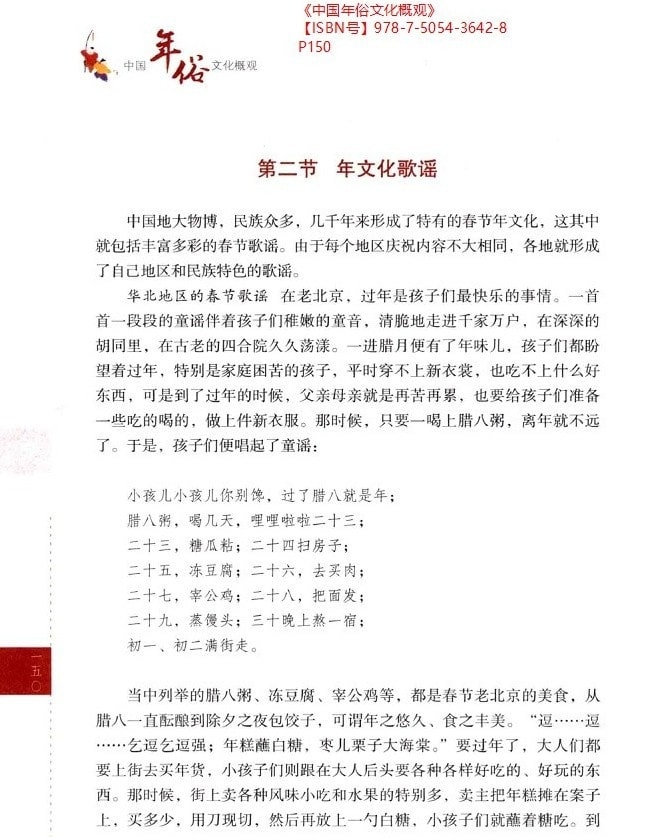 《中国年俗文化概观》
【ISBN号】978-7-5054-3642-8
P150
中国年俗文化概观
第二节 年文化歌谣
中国地大物博，民族众多，几千年来形成了特有的春节年文化，这其中
就包括丰富多彩的春节歌谣。由于每个地区庆祝内容不大相同，各地就形成
了自己地区和民族特色的歌谣。
华北地区的春节歌谣 在老北京，过年是孩子们最快乐的事情。一首
首一段段的童谣伴着孩子们稚嫩的童音，清脆地走进千家万户，在深深的
胡同里，在古老的四合院久久荡漾。一进腊月便有了年味儿，孩子们都盼
望着过年，特别是家庭困苦的孩子，平时穿不上新衣裳，也吃不上什么好
东西，可是到了过年的时候，父亲母亲就是再苦再累，也要给孩子们准备
一些吃的喝的，做上件新衣服。那时候，只要一喝上腊八粥，离年就不远
了。于是，孩子们便唱起了童谣：
小孩儿小孩儿你别馋，过了腊八就是年；
腊八粥，喝几天，哩哩啦啦二十三；
二十三，糖瓜粘；二十四扫房子；
二十五，冻豆腐；二十六，去买肉；
二十七，宰公鸡；二十八，把面发；
二十九，蒸馒头；三十晚上熬一宿；
初一、初二满街走。
一五〇
当中列举的腊八粥、冻豆腐、宰公鸡等，都是春节老北京的美食，从
腊八一直酝酿到除夕之夜包饺子，可谓年之悠久、食之丰美。“逗……逗
……乞逗乞逗强；年糕蘸白糖，枣儿栗子大海棠。”要过年了，大人们都
要上街去买年货，小孩子们则跟在大人后头要各种各样好吃的、好玩的东
西。那时候，街上卖各种风味小吃和水果的特别多，卖主把年糕摊在案子
上，买多少，用刀现切，然后再放上一勺白糖，小孩子们就蘸着糖吃。到